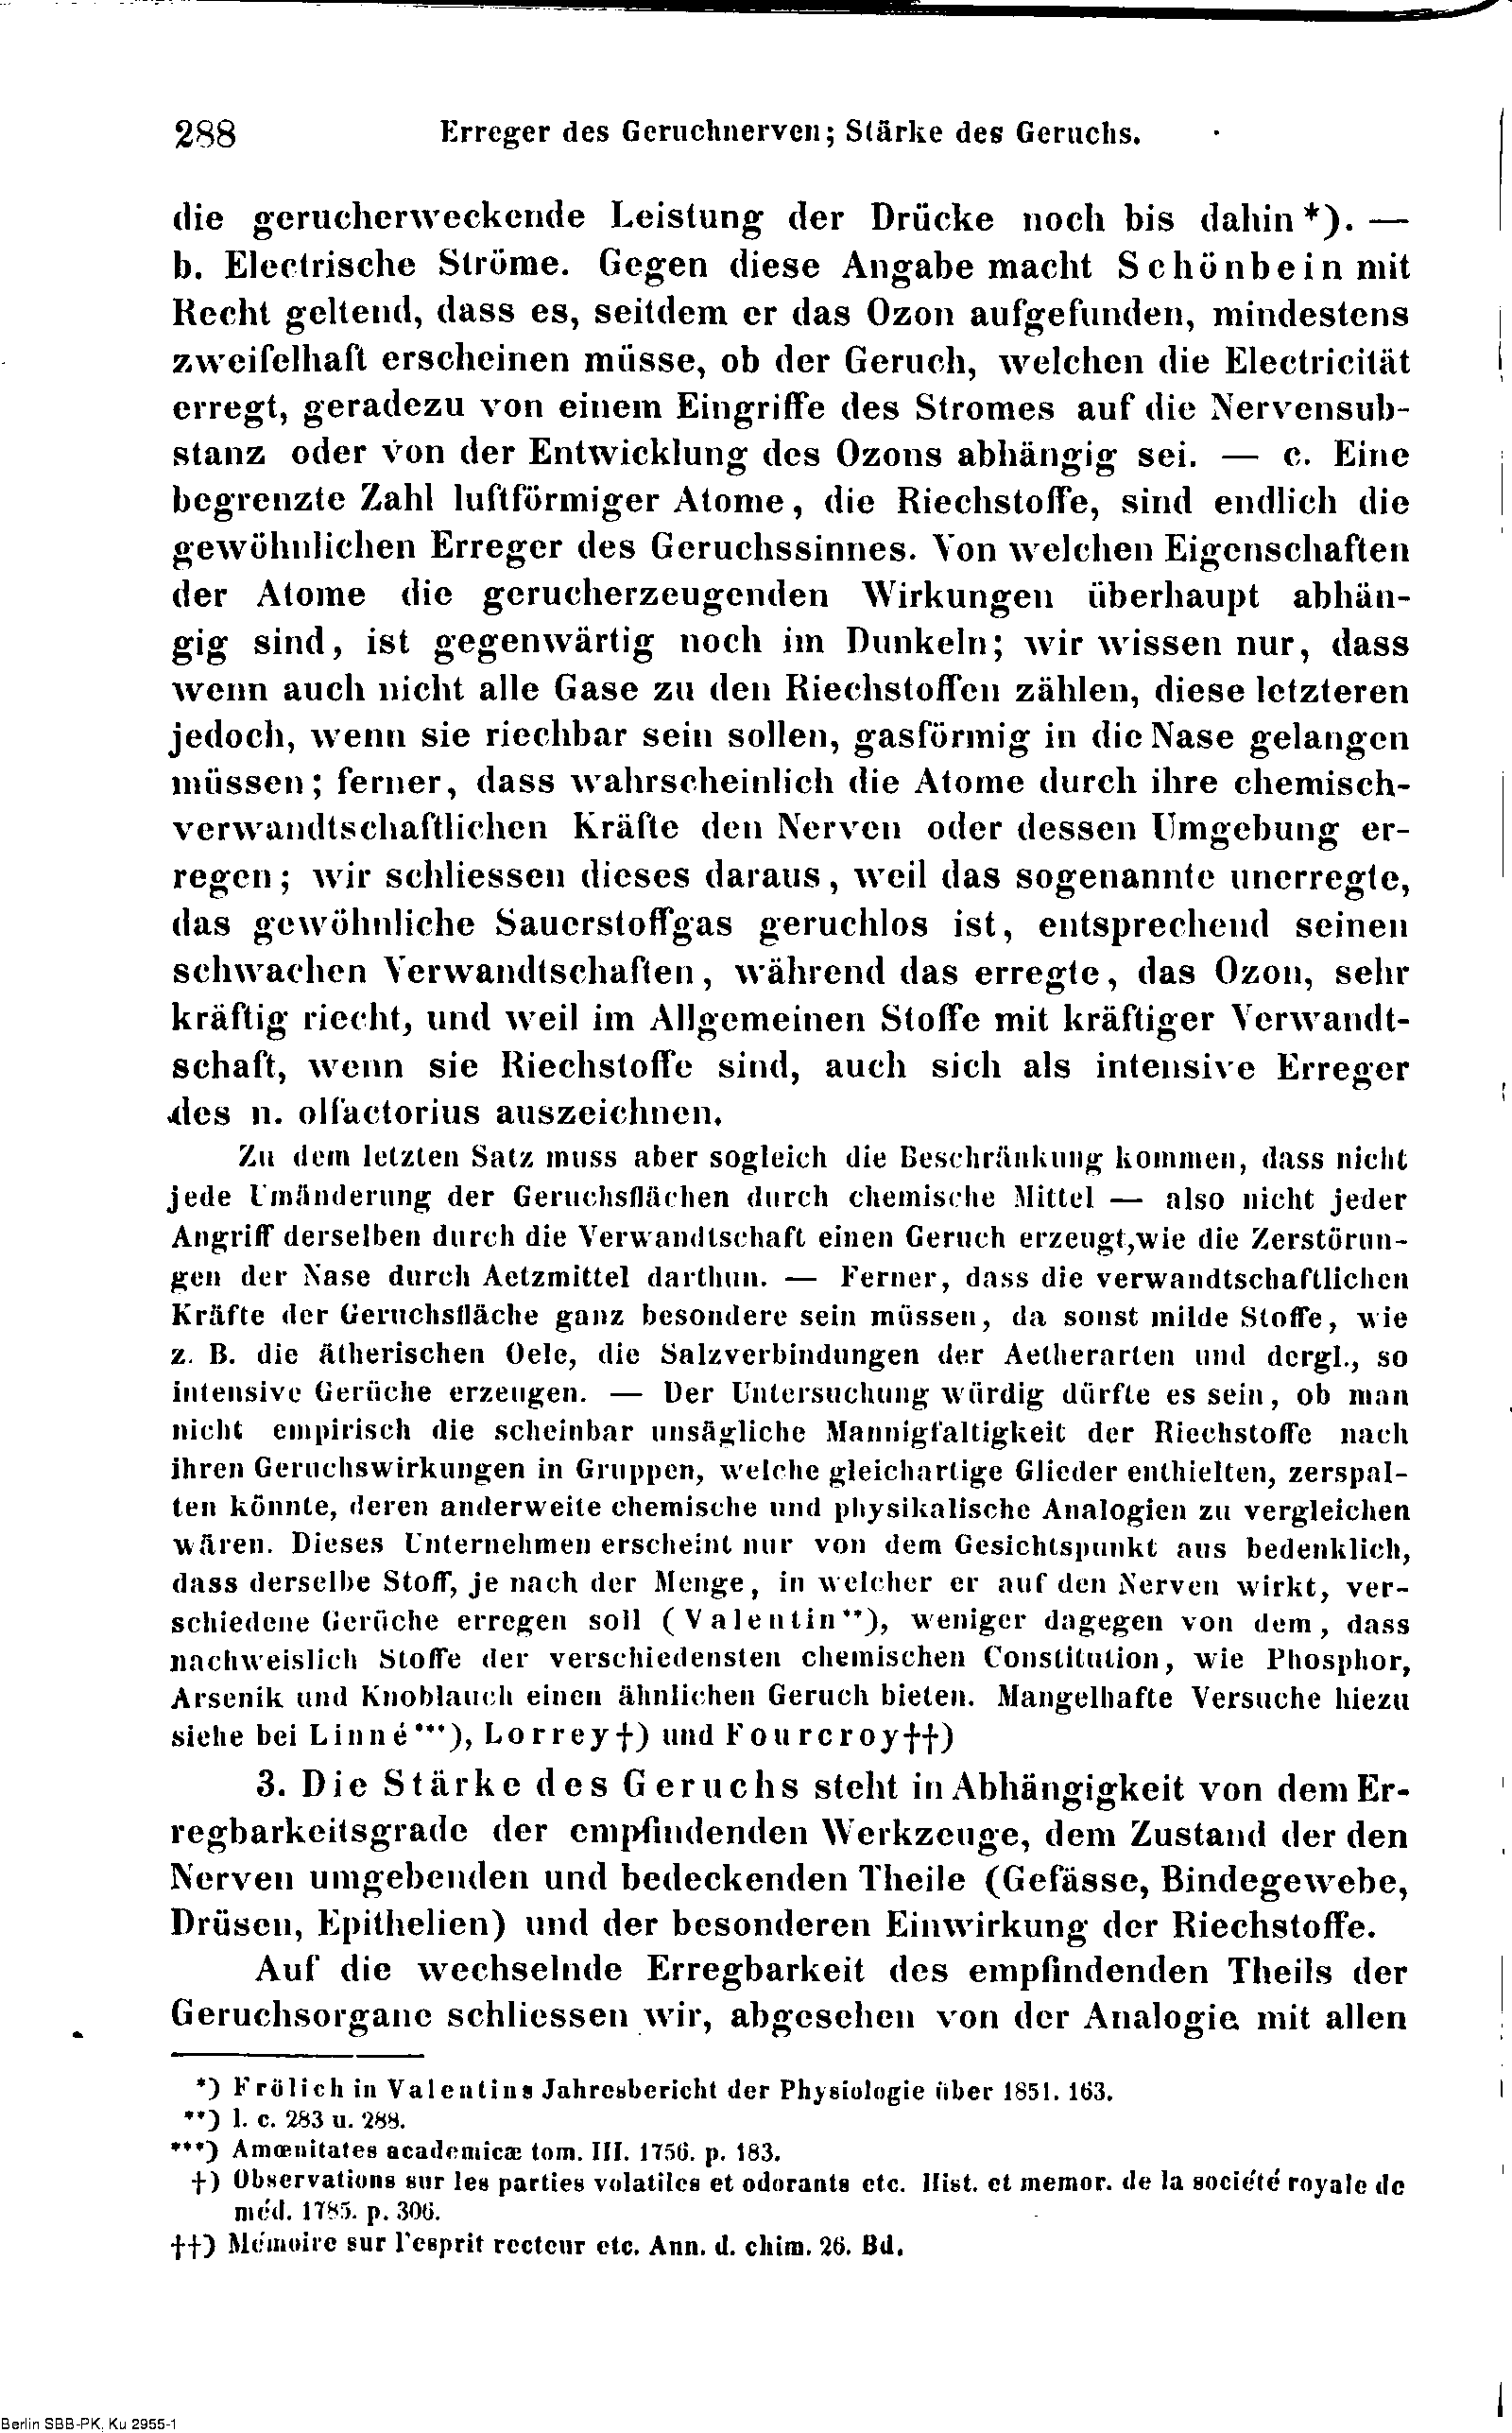 288 Erreger des Geruchnerven; Stärke des Geruchs.
die gerucherweckende Leistung der Drücke noch bis dahin*). —
b. Electrische Ströme. Gegen diese Angabe macht Schönbein mit
Recht geltend, dass es, seitdem er das Ozon aufgefunden, mindestens
zweifelhaft erscheinen müsse, ob der Geruch, welchen die Electricität
erregt, geradezu von einem Eingriffe des Stromes auf die Nervensub-
stanz oder von der Entwicklung des Ozons abhängig sei. — c. Eine
begrenzte Zahl luftförmiger Atome, die Riechstoffe, sind endlich die
gewöhnlichen Erreger des Geruchssinnes. Von welchen Eigenschaften
der Atome die gerucherzeugenden Wirkungen überhaupt abhän-
gig sind, ist gegenwärtig noch im Dunkeln; wir wissen nur, dass
wenn auch nicht alle Gase zu den Riechstoffen zählen, diese letzteren
jedoch, wenn sie riechbar sein sollen, gasförmig in die Nase gelangen
müssen; ferner, dass wahrscheinlich die Atome durch ihre chemisch-
verwandtschaftlichen Kräfte den Nerven oder dessen Umgebung er-
regen; wir schliessen dieses daraus, weil das sogenannte unerregte,
das gewöhnliche Sauerstoffgas geruchlos ist, entsprechend seinen
schwachen Verwandtschaften, während das erregte, das Ozon, sehr
kräftig riecht, und weil im Allgemeinen Stoffe mit kräftiger Verwandt-
schaft, wenn sie Riechstoffe sind, auch sich als intensive Erreger
des n. olfactorius auszeichnen.
Zu dem letzten Satz muss aber sogleich die Beschränkung kommen, dass nicht
jede Umänderung der Geruchsflächen durch chemische Mittel — also nicht jeder
Angriff derselben durch die Verwandtschaft einen Geruch erzeugt, wie die Zerstörun-
gen der Nase durch Aetzmittel darthun. — Ferner, dass die verwandtschaftlichen
Kräfte der Geruchsfläche ganz besondere sein müssen, da sonst milde Stoffe, wie
z. B. die ätherischen Oele, die Salzverbindungen der Aetherarten und dergl., so
intensive Gerüche erzeugen. — Der Untersuchung würdig dürfte es sein, ob man
nicht empirisch die scheinbar unsägliche Mannigfaltigkeit der Riechstoffe nach
ihren Geruchswirkungen in Gruppen, welche gleichartige Glieder enthielten, zerspal-
ten könnte, deren anderweite chemische und physikalische Analogien zu vergleichen
wären. Dieses Unternehmen erscheint nur von dem Gesichtspunkt aus bedenklich,
dass derselbe Stoff, je nach der Menge, in welcher er auf den Nerven wirkt, ver-
schiedene Gerüche erregen soll (Valentin**), weniger dagegen von dem, dass
nachweislich Stoffe der verschiedensten chemischen Constitution, wie Phosphor,
Arsenik und Knoblauch einen ähnlichen Geruch bieten. Mangelhafte Versuche hiezu
siehe bei Linné***), Lorrey†) und Fourcroy††)
3. Die Stärke des Geruchs steht in Abhängigkeit von dem Er-
regbarkeitsgrade der empfindenden Werkzeuge, dem Zustand der den
Nerven umgebenden und bedeckenden Theile (Gefässe, Bindegewebe,
Drüsen, Epithelien) und der besonderen Einwirkung der Riechstoffe.
Auf die wechselnde Erregbarkeit des empfindenden Theils der
Geruchsorgane schliessen wir, abgesehen von der Analogie mit allen
*) Frölich in Valentins Jahresbericht der Physiologie über 1851. 163.
**) l. c. 283 u. 288.
***) Amœnitates academicæ tom. III. 1756. p. 183.
†) Observations sur les parties volatiles et odorants etc. Hist. et memor. de la societé royale de
méd. 1785. p. 306.
††) Mémoire sur l'esprit recteur etc. Ann. d. chim. 26. Bd.
Berlin SBB-PK, Ku 2955-1